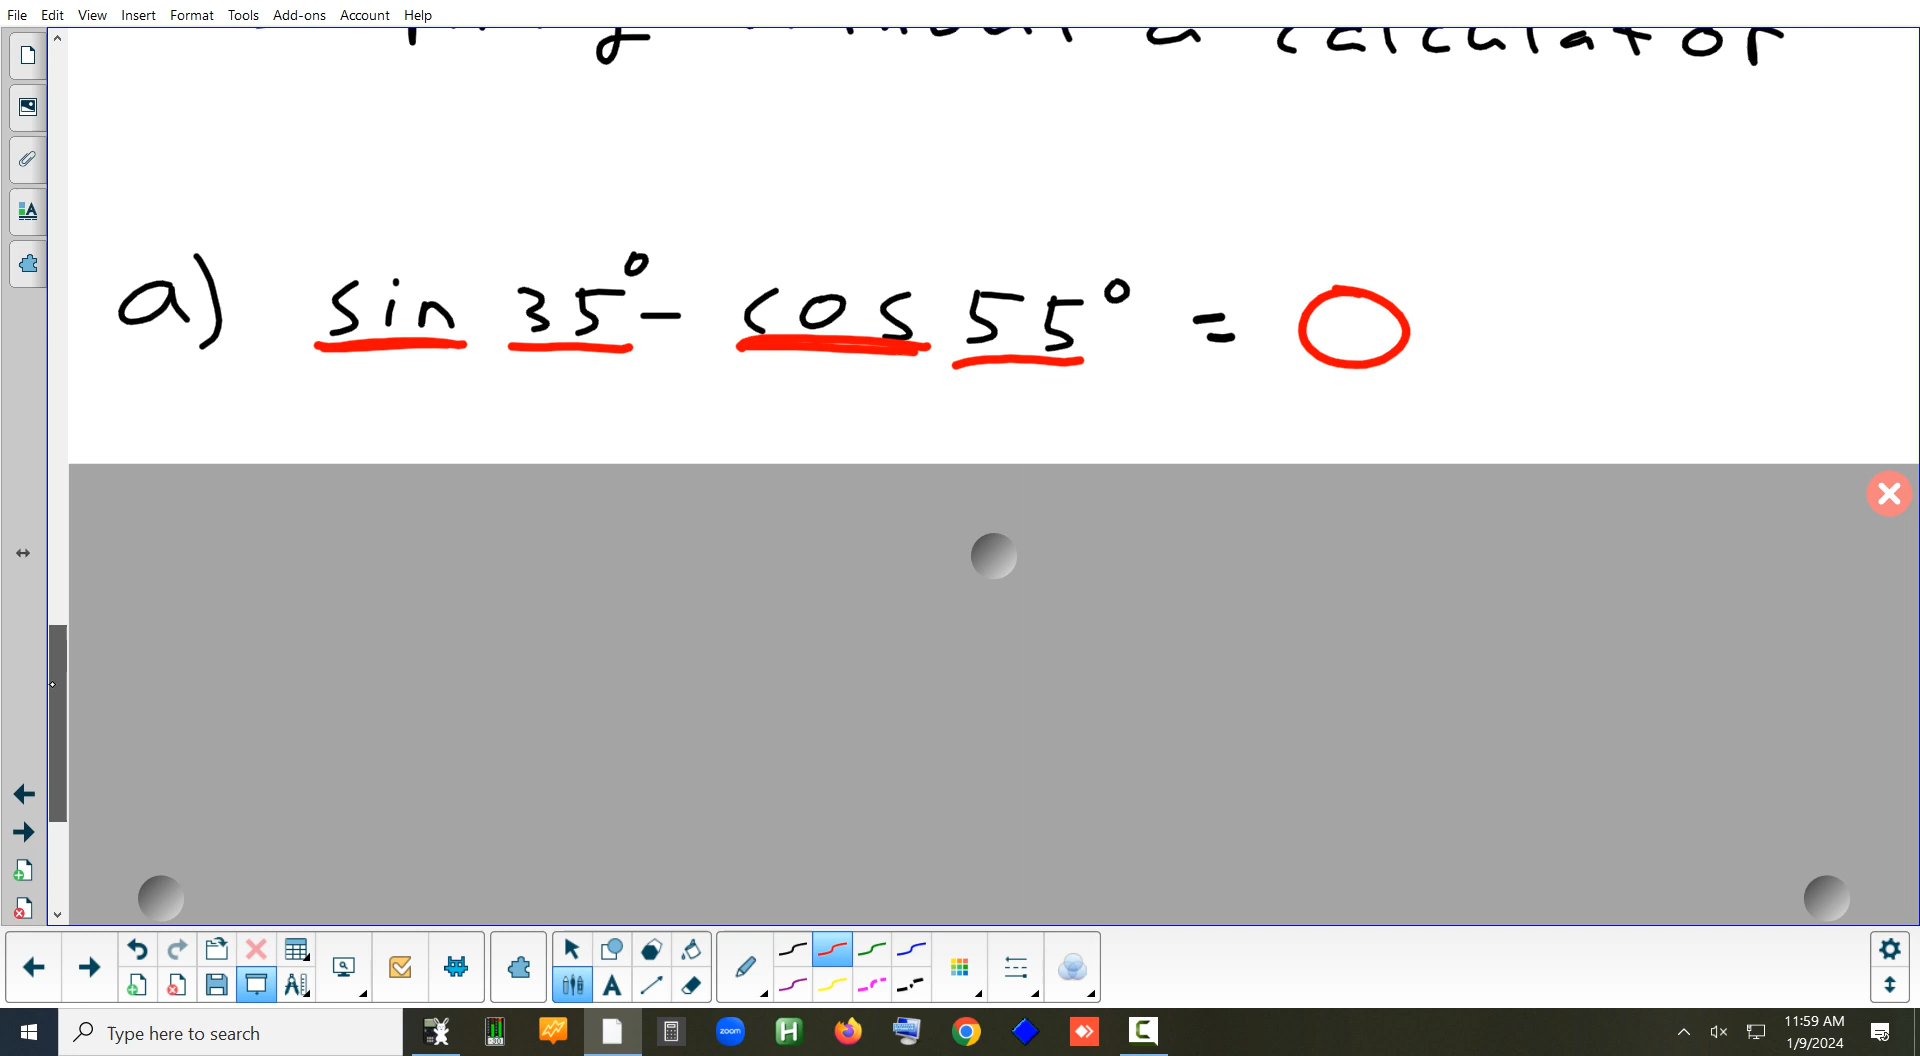 File Edit View Insert Format Tools Add-ons Account Help
a calculator
a) sin 35° - cos 55° = 0
Type here to search
zoom
11:59 AM
1/9/2024